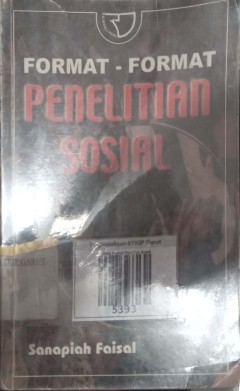 FORMAT - FORMAT
PENELITIAN
SOSIAL
5393
Sanapiah Faisal